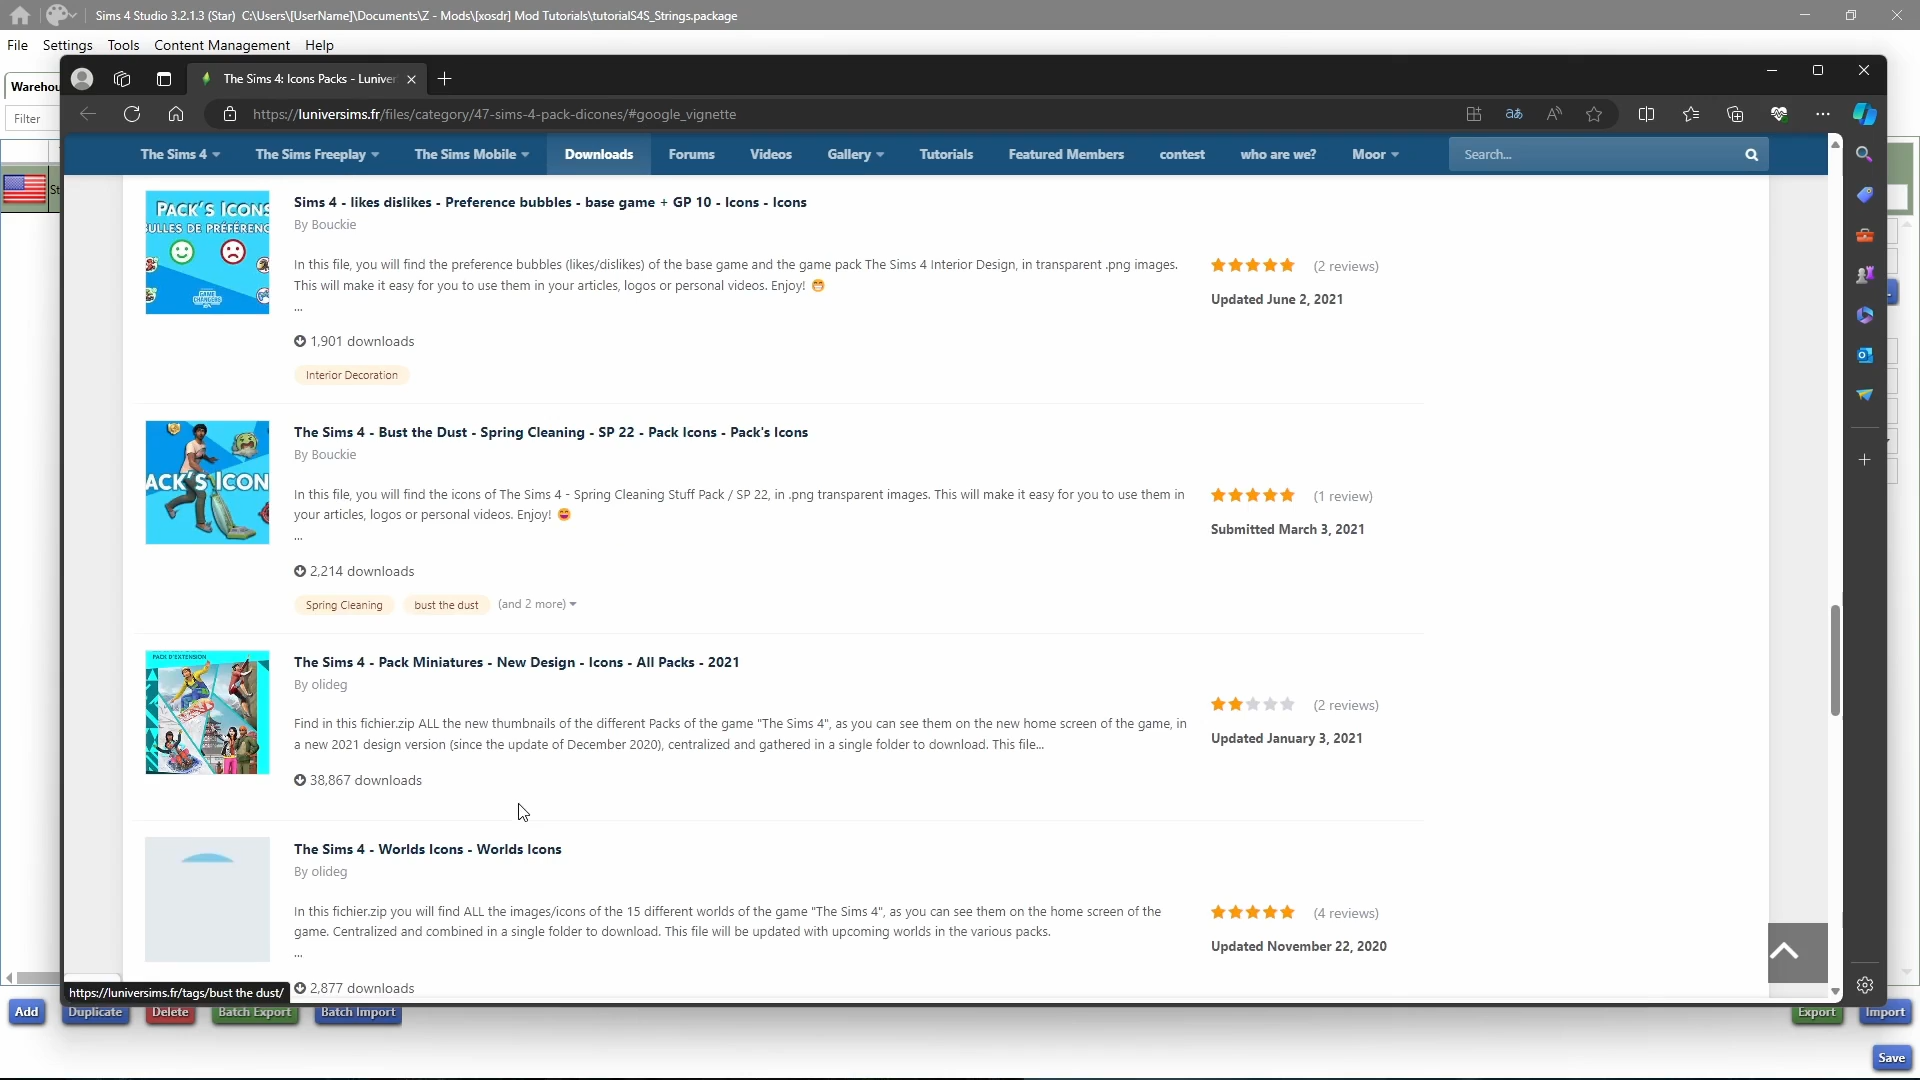 Sims 4 Studio 3.2.1.3 (Star) C:\Users\[UserName]\Documents\Z - Mods\[xosdr] Mod Tutorials\tutorialS4S_Strings.package
File Settings Tools Content Management Help
Warehou
Filter
St
The Sims 4: Icons Packs - Luniver
https://luniversims.fr/files/category/47-sims-4-pack-dicones/#google_vignette
The Sims 4 The Sims Freeplay The Sims Mobile Downloads Forums Videos Gallery Tutorials Featured Members contest who are we? Moor Search...
PACK'S ICONS
BULLES DE PRÉFÉRENC
GAME CHANGERS
Sims 4 - likes dislikes - Preference bubbles - base game + GP 10 - Icons - Icons
By Bouckie
In this file, you will find the preference bubbles (likes/dislikes) of the base game and the game pack The Sims 4 Interior Design, in transparent .png images.
This will make it easy for you to use them in your articles, logos or personal videos. Enjoy! 😁
...
(2 reviews)
Updated June 2, 2021
1,901 downloads
Interior Decoration
ACK'S ICON
The Sims 4 - Bust the Dust - Spring Cleaning - SP 22 - Pack Icons - Pack's Icons
By Bouckie
In this file, you will find the icons of The Sims 4 - Spring Cleaning Stuff Pack / SP 22, in .png transparent images. This will make it easy for you to use them in
your articles, logos or personal videos. Enjoy! 😄
...
(1 review)
Submitted March 3, 2021
2,214 downloads
Spring Cleaning bust the dust (and 2 more)
PACK D'EXTENSION
The Sims 4 - Pack Miniatures - New Design - Icons - All Packs - 2021
By olideg
Find in this fichier.zip ALL the new thumbnails of the different Packs of the game "The Sims 4", as you can see them on the new home screen of the game, in
a new 2021 design version (since the update of December 2020), centralized and gathered in a single folder to download. This file...
(2 reviews)
Updated January 3, 2021
38,867 downloads
The Sims 4 - Worlds Icons - Worlds Icons
By olideg
In this fichier.zip you will find ALL the images/icons of the 15 different worlds of the game "The Sims 4", as you can see them on the home screen of the
game. Centralized and combined in a single folder to download. This file will be updated with upcoming worlds in the various packs.
...
(4 reviews)
Updated November 22, 2020
2,877 downloads
https://luniversims.fr/tags/bust the dust/
Add Duplicate Delete Batch Export Batch Import Export Import
Save